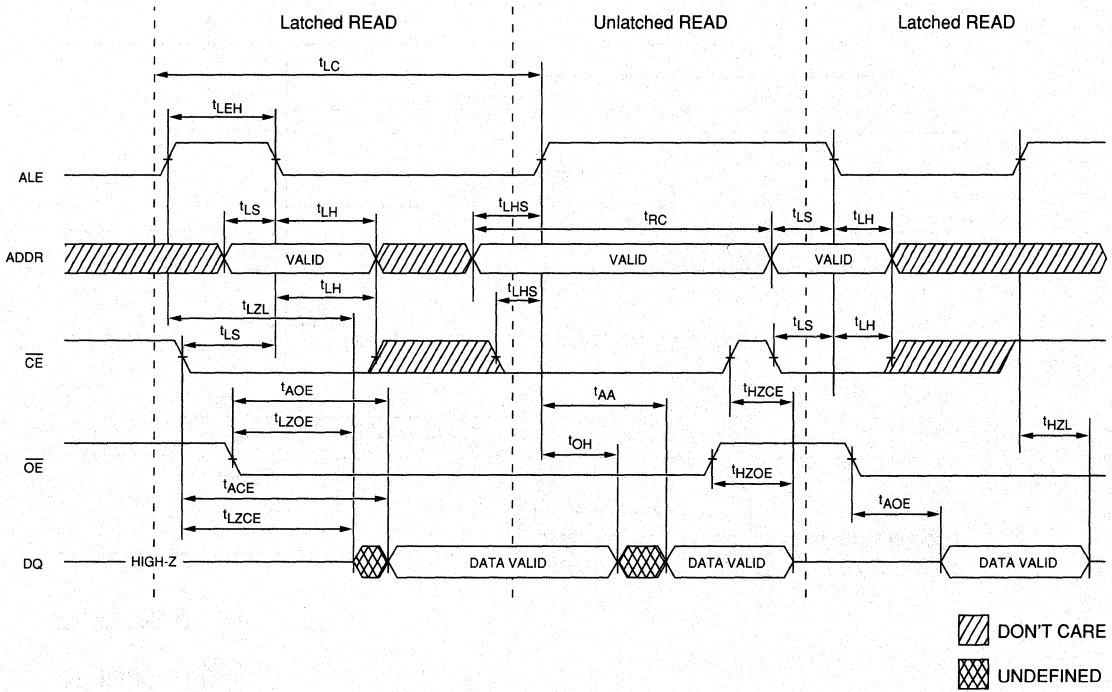 Latched READ Unlatched READ Latched READ
tLC
tLEH
ALE
tLS tLH tLHS tRC tLS tLH
ADDR VALID VALID VALID
tLH tLHS
tLZL
tLS tLS tLH
CE
tAOE tAA tHZCE
tLZOE tHZL
tOH
OE
tACE tHZOE
tLZCE tAOE
DQ HIGH-Z DATA VALID DATA VALID DATA VALID
DON'T CARE
UNDEFINED